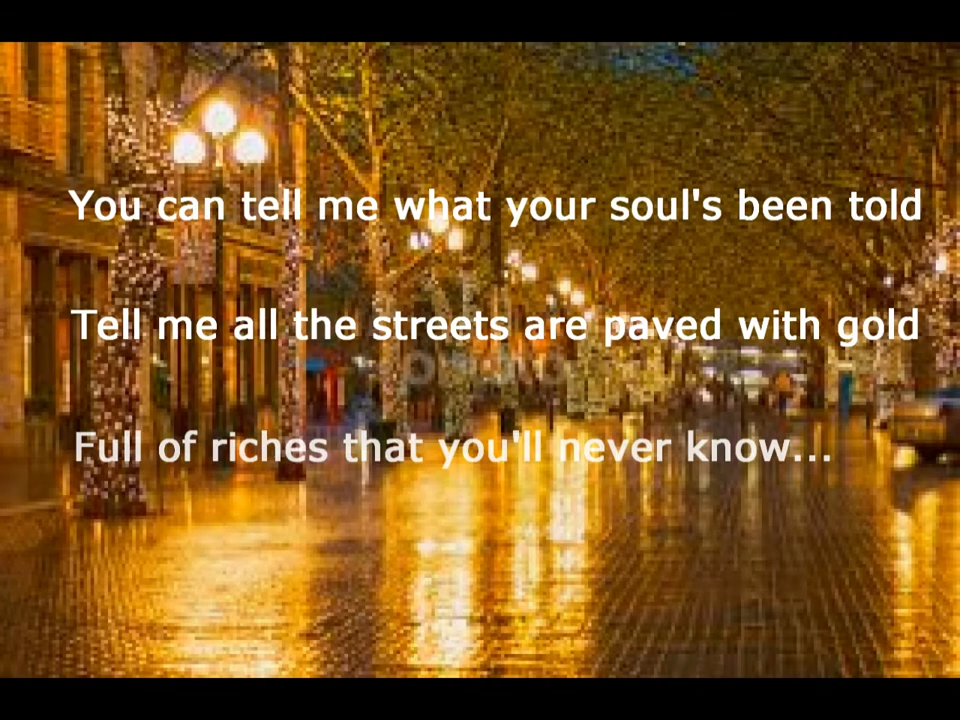 You can tell me what your soul's been told
Tell me all the streets are paved with gold
Full of riches that you'll never know...